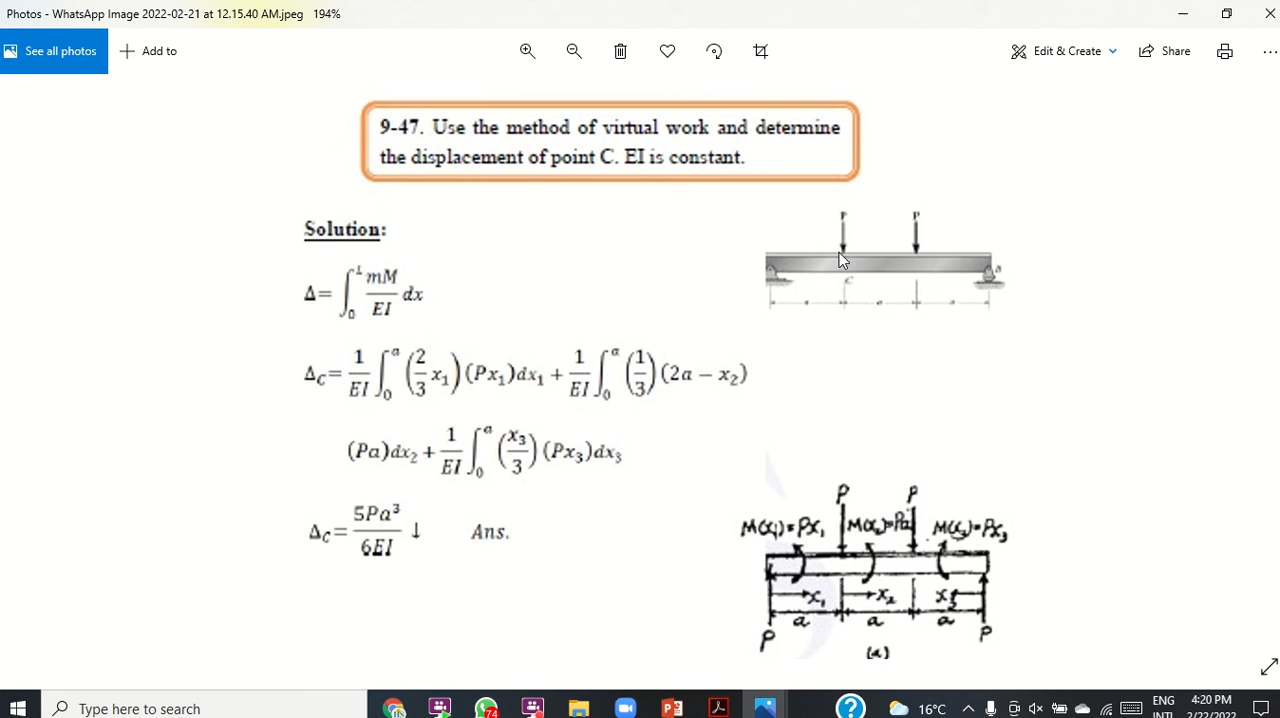 Photos - WhatsApp Image 2022-02-21 at 12.15.40 AM.jpeg 194%
See all photos
Add to
Edit & Create
Share
9-47. Use the method of virtual work and determine
the displacement of point C. EI is constant.
Solution:
Δ= ∫₀ᴸ mM/EI dx
P P
C
Δ_C= 1/EI ∫₀ᵃ (2/3 x₁)(Px₁)dx₁ + 1/EI ∫₀ᵃ (1/3)(2a − x₂)
(Pa)dx₂ + 1/EI ∫₀ᵃ (x₃/3)(Px₃)dx₃
Δ_C= 5Pa³/6EI ↓ Ans.
P P
M(x₁)=Px₁ M(x₂)=Pa M(x₃)=Px₃
x₁ x₂ x₃
a a a
P P
(a)
Type here to search
74
16°C
ENG
INTL
4:20 PM
2/22/2022